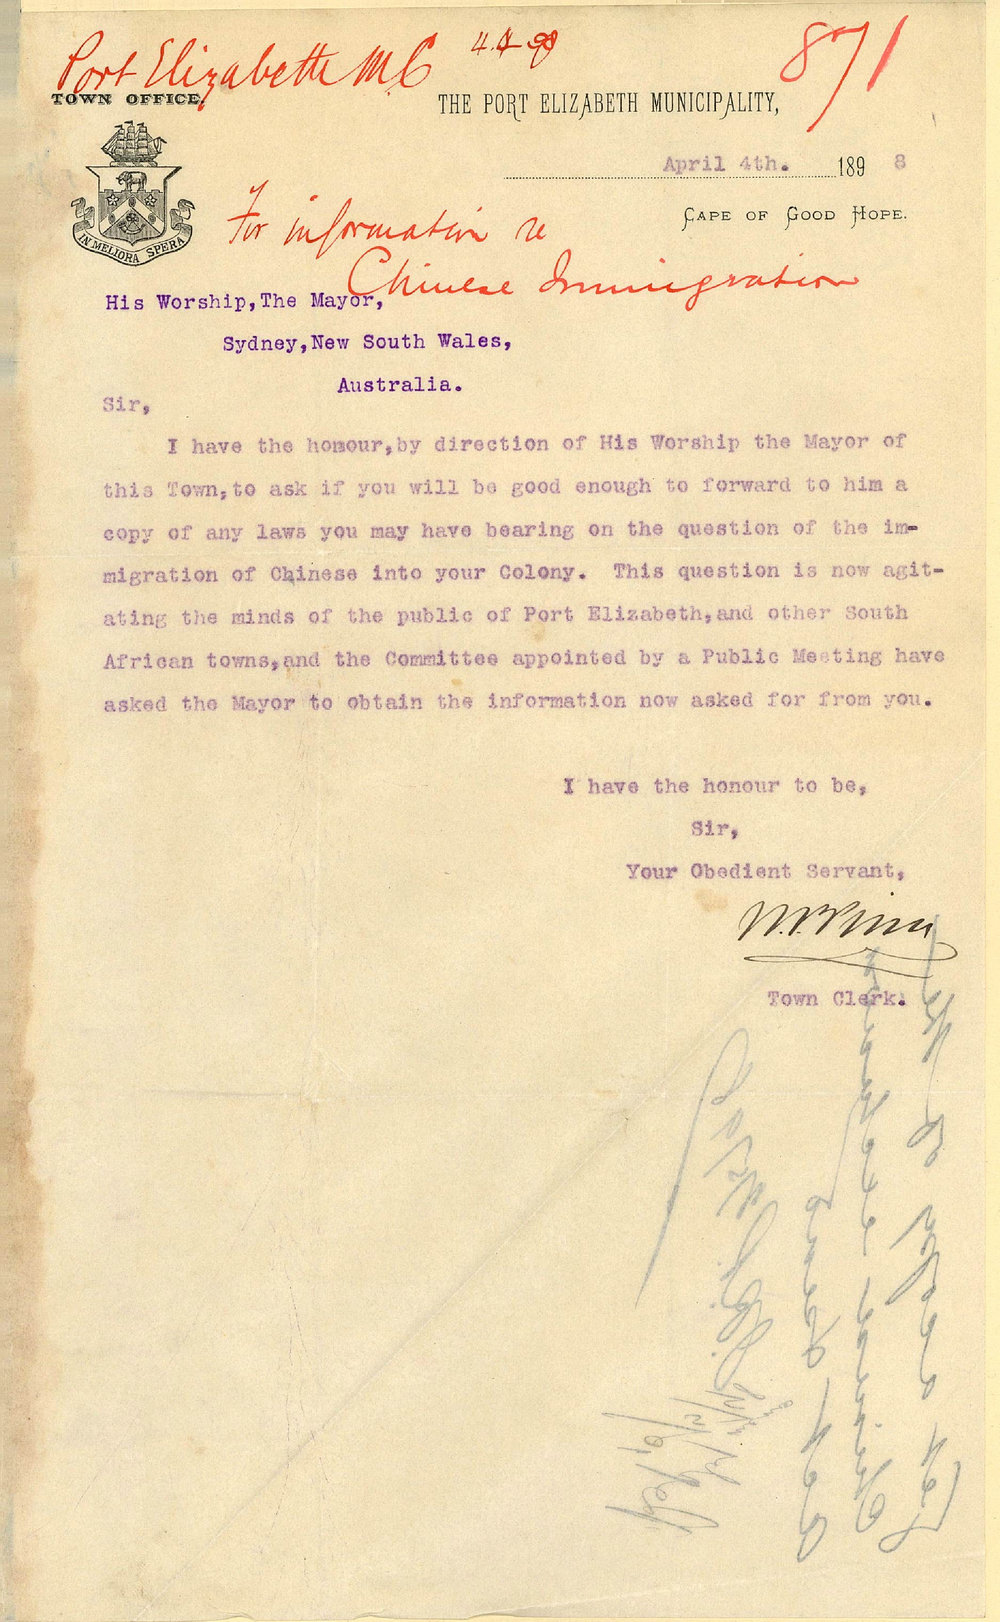 Port Elizabeth M.C 4.4.98
871
TOWN OFFICE,
THE PORT ELIZABETH MUNICIPALITY,
April 4th. 1898
CAPE OF GOOD HOPE.
IN MELIORA SPERA
For information re
Chinese Immigration
His Worship,The Mayor,
Sydney,New South Wales,
Australia.
Sir,
I have the homour,by direction of His Worship the Mayor of
this Town,to ask if you will be good enough to forward to him a
copy of any laws you may have bearing on the question of the im-
migration of Chinese into your Colony. This question is now agit-
ating the minds of the public of Port Elizabeth,and other South
African towns,and the Committee appointed by a Public Meeting have
asked the Mayor to obtain the information now asked for from you.
I have the honour to be,
Sir,
Your Obedient Servant,
Town Clerk.